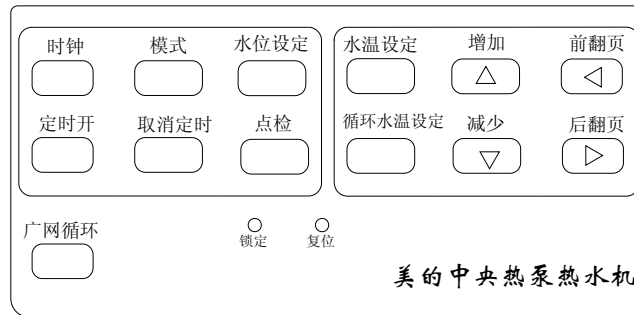 时钟 模式 水位设定 水温设定 增加 前翻页
定时开 取消定时 点检 循环水温设定 减少 后翻页
广网循环
锁定 复位
美的中央热泵热水机